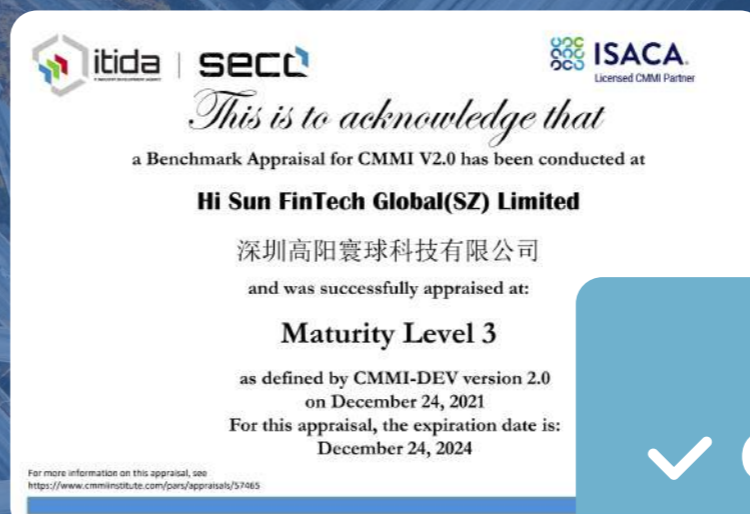 itida | secc
ISACA.
Licensed CMMI Partner
This is to acknowledge that
a Benchmark Appraisal for CMMI V2.0 has been conducted at
Hi Sun FinTech Global(SZ) Limited
深圳高阳寰球科技有限公司
and was successfully appraised at:
Maturity Level 3
as defined by CMMI-DEV version 2.0
on December 24, 2021
For this appraisal, the expiration date is:
December 24, 2024
For more information on this appraisal, see
https://www.cmmiinstitute.com/pars/appraisals/57465